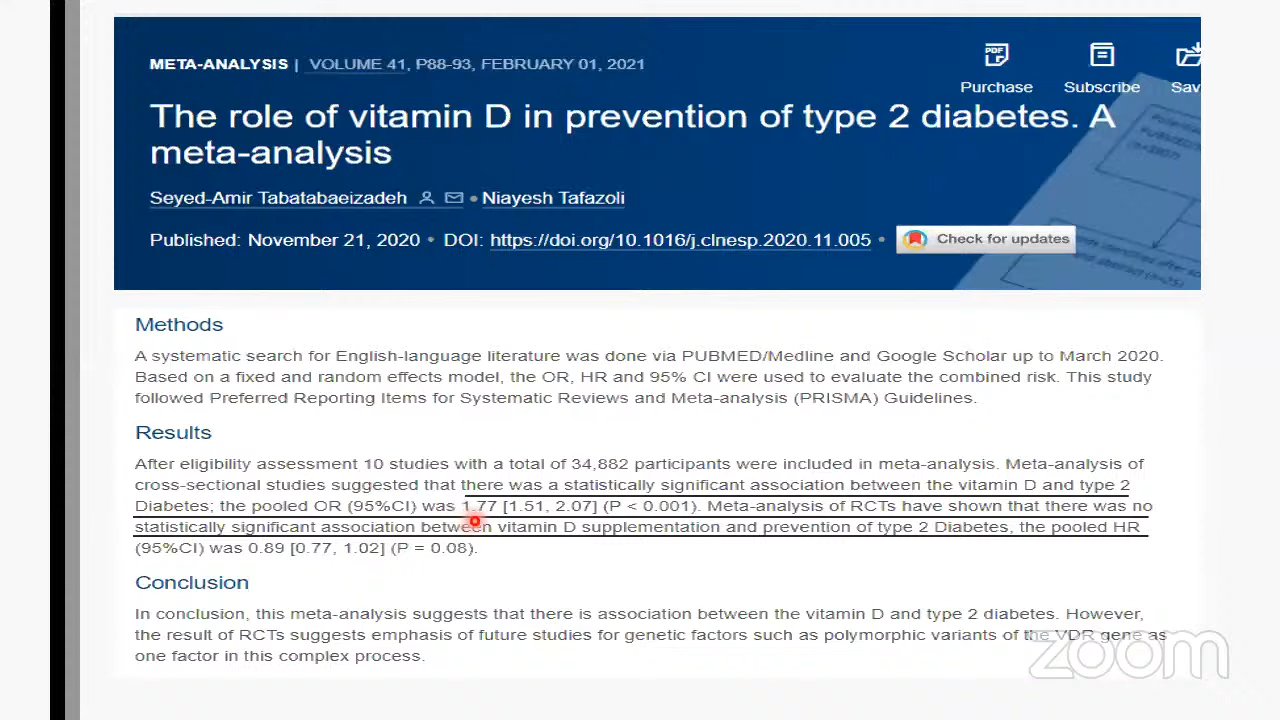 META-ANALYSIS | VOLUME 41, P88-93, FEBRUARY 01, 2021
Purchase Subscribe Sav
The role of vitamin D in prevention of type 2 diabetes. A
meta-analysis
Seyed-Amir Tabatabaeizadeh • Niayesh Tafazoli
Published: November 21, 2020 • DOI: https://doi.org/10.1016/j.clnesp.2020.11.005 • Check for updates
Methods
A systematic search for English-language literature was done via PUBMED/Medline and Google Scholar up to March 2020.
Based on a fixed and random effects model, the OR, HR and 95% CI were used to evaluate the combined risk. This study
followed Preferred Reporting Items for Systematic Reviews and Meta-analysis (PRISMA) Guidelines.
Results
After eligibility assessment 10 studies with a total of 34,882 participants were included in meta-analysis. Meta-analysis of
cross-sectional studies suggested that there was a statistically significant association between the vitamin D and type 2
Diabetes; the pooled OR (95%CI) was 1.77 [1.51, 2.07] (P < 0.001). Meta-analysis of RCTs have shown that there was no
statistically significant association between vitamin D supplementation and prevention of type 2 Diabetes, the pooled HR
(95%CI) was 0.89 [0.77, 1.02] (P = 0.08).
Conclusion
In conclusion, this meta-analysis suggests that there is association between the vitamin D and type 2 diabetes. However,
the result of RCTs suggests emphasis of future studies for genetic factors such as polymorphic variants of the VDR gene as
one factor in this complex process.
zoom